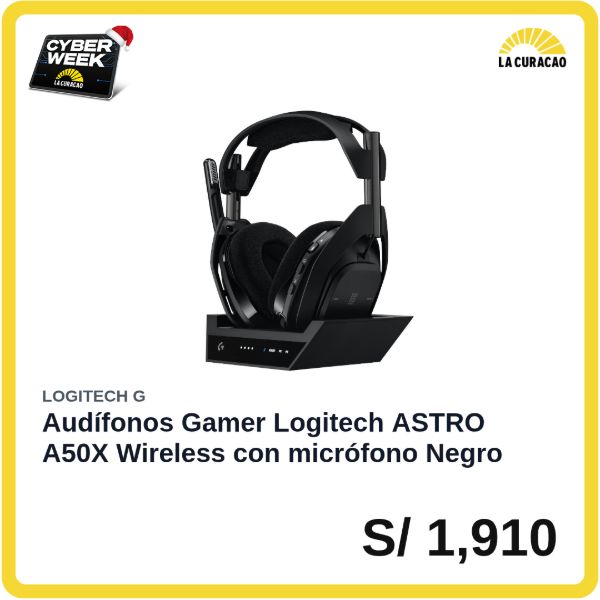 CYBER
WEEK
LA CURACAO
LA CURACAO
LOGITECH G
Audífonos Gamer Logitech ASTRO
A50X Wireless con micrófono Negro
S/ 1,910